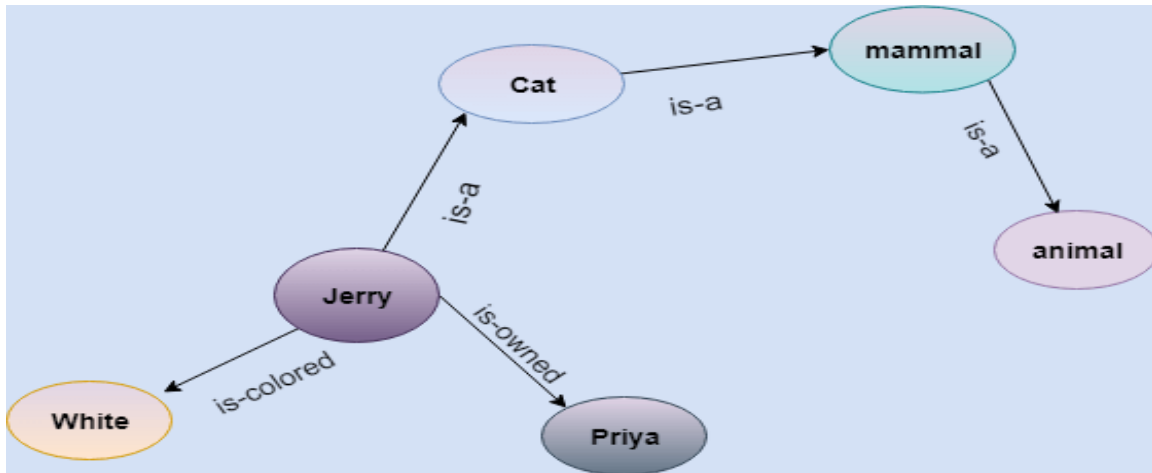 mammal
Cat
is-a
is-a
is-a
animal
Jerry
is-owned
is-colored
White
Priya